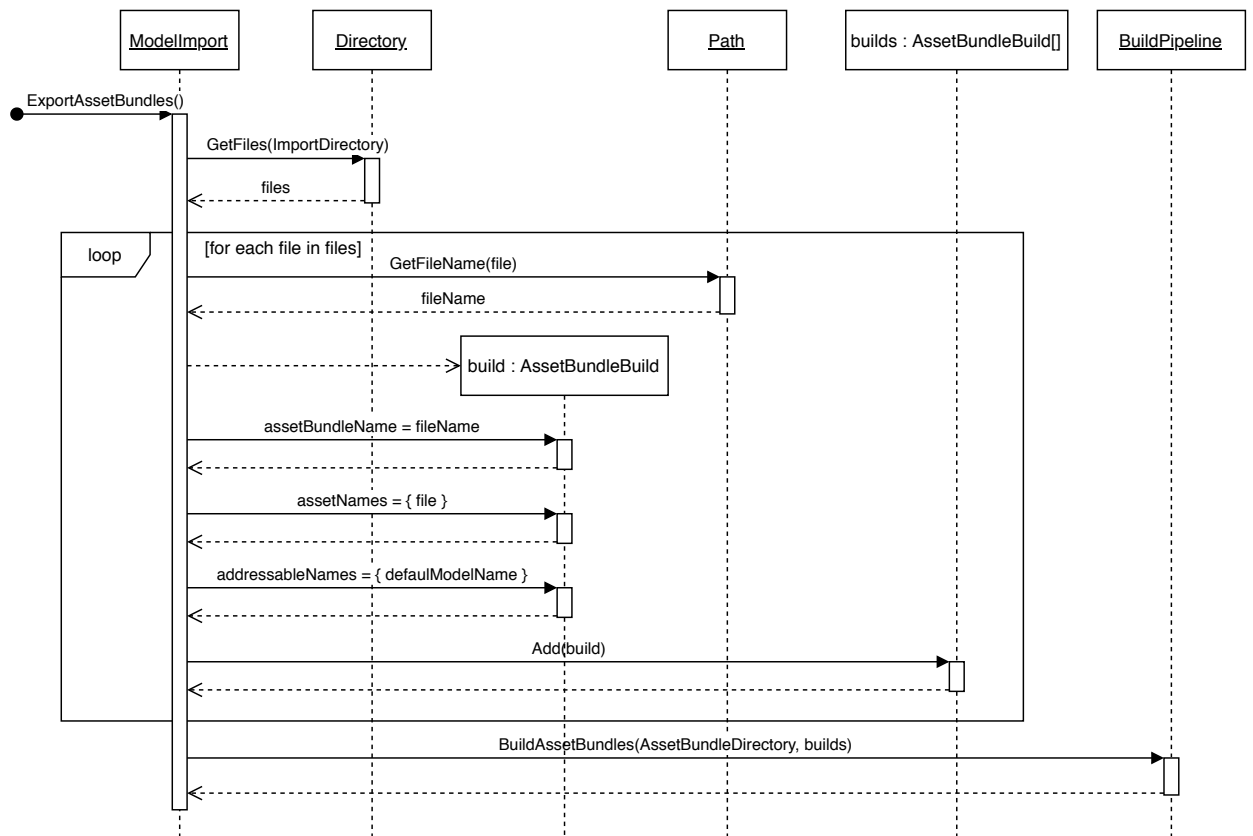 ModelImport
Directory
Path
builds : AssetBundleBuild[]
BuildPipeline
ExportAssetBundles()
GetFiles(ImportDirectory)
files
loop
[for each file in files]
GetFileName(file)
fileName
build : AssetBundleBuild
assetBundleName = fileName
assetNames = { file }
addressableNames = { defaulModelName }
Add(build)
BuildAssetBundles(AssetBundleDirectory, builds)